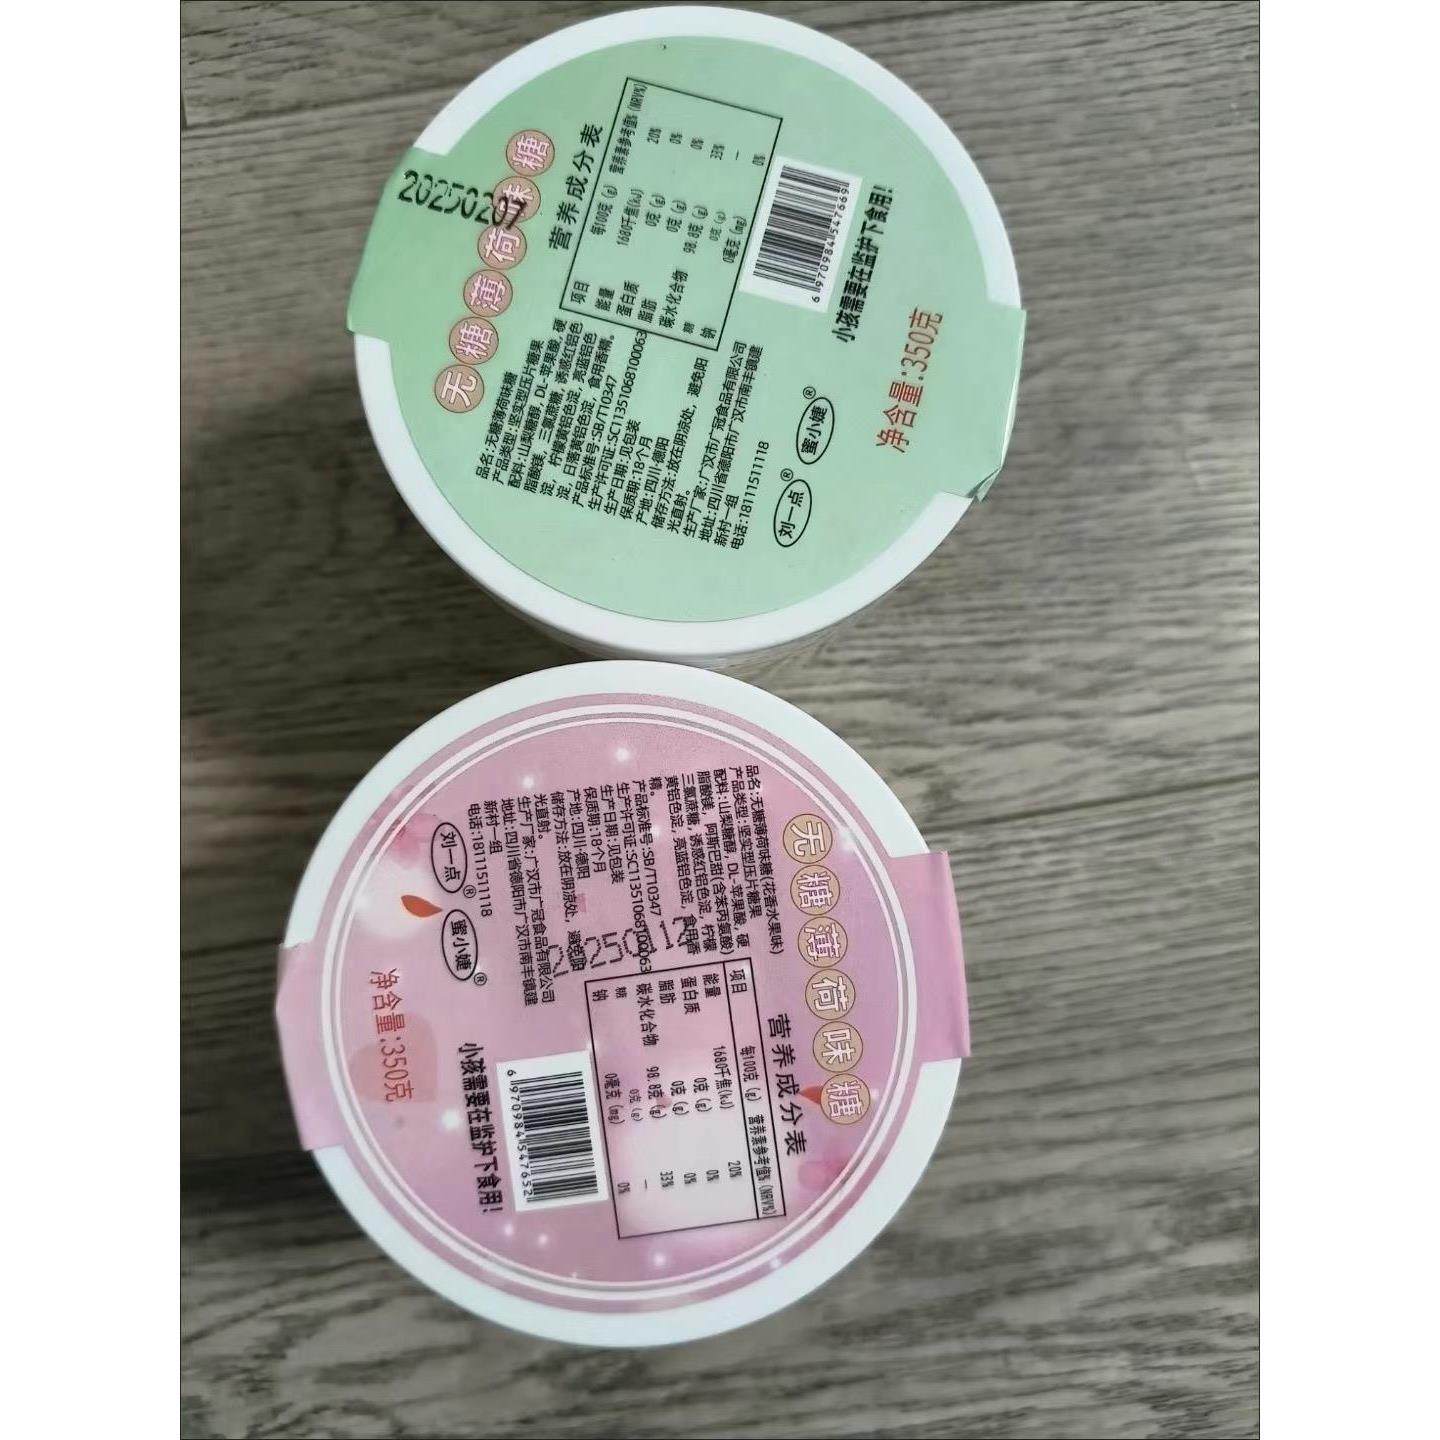 无糖薄荷味糖
20250207
品名:无糖薄荷味糖
产品类型:坚实型压片糖果
配料:山梨糖醇, DL-苹果酸, 硬
脂酸镁, 三氯蔗糖, 诱惑红铝色
淀, 柠檬黄铝色淀, 亮蓝铝色
淀, 日落黄铝色淀, 食用香精。
产品标准号:SB/T10347
生产许可证:SC11351068100063
生产日期:见包装
保质期:18个月
产地:四川·德阳
储存方法:放在阴凉处, 避免阳
光直射。
生产厂家:广汉市广冠食品有限公司
地址:四川省德阳市广汉市南丰镇建
新村一组
电话:18111511118
营养成分表
项目 每100克 (g) 营养素参考值% (NRV%)
能量 1680千焦(kJ) 20%
蛋白质 0克 (g) 0%
脂肪 0克 (g) 0%
碳水化合物 98.8克 (g) 33%
糖 0克 (g) —
钠 0毫克 (mg) 0%
6970984547669
小孩需要在监护下食用!
刘一点® 蜜小婕®
净含量:350克
无糖薄荷味糖
品名:无糖薄荷味糖(花香水果味)
产品类型:坚实型压片糖果
配料:山梨糖醇, DL-苹果酸, 硬
脂酸镁, 阿斯巴甜(含苯丙氨酸)
三氯蔗糖, 诱惑红铝色淀, 柠檬
黄铝色淀, 亮蓝铝色淀, 食用香
精。
产品标准号:SB/T10347
生产许可证:SC11351068100063
生产日期:见包装
保质期:18个月
产地:四川·德阳
储存方法:放在阴凉处, 避免阳
光直射。
生产厂家:广汉市广冠食品有限公司
地址:四川省德阳市广汉市南丰镇建
新村一组
电话:18111511118
营养成分表
项目 每100克 (g) 营养素参考值% (NRV%)
能量 1680千焦(kJ) 20%
蛋白质 0克 (g) 0%
脂肪 0克 (g) 0%
碳水化合物 98.8克 (g) 33%
糖 0克 (g) —
钠 0毫克 (mg) 0%
6970984547652
小孩需要在监护下食用!
刘一点® 蜜小婕®
净含量:350克